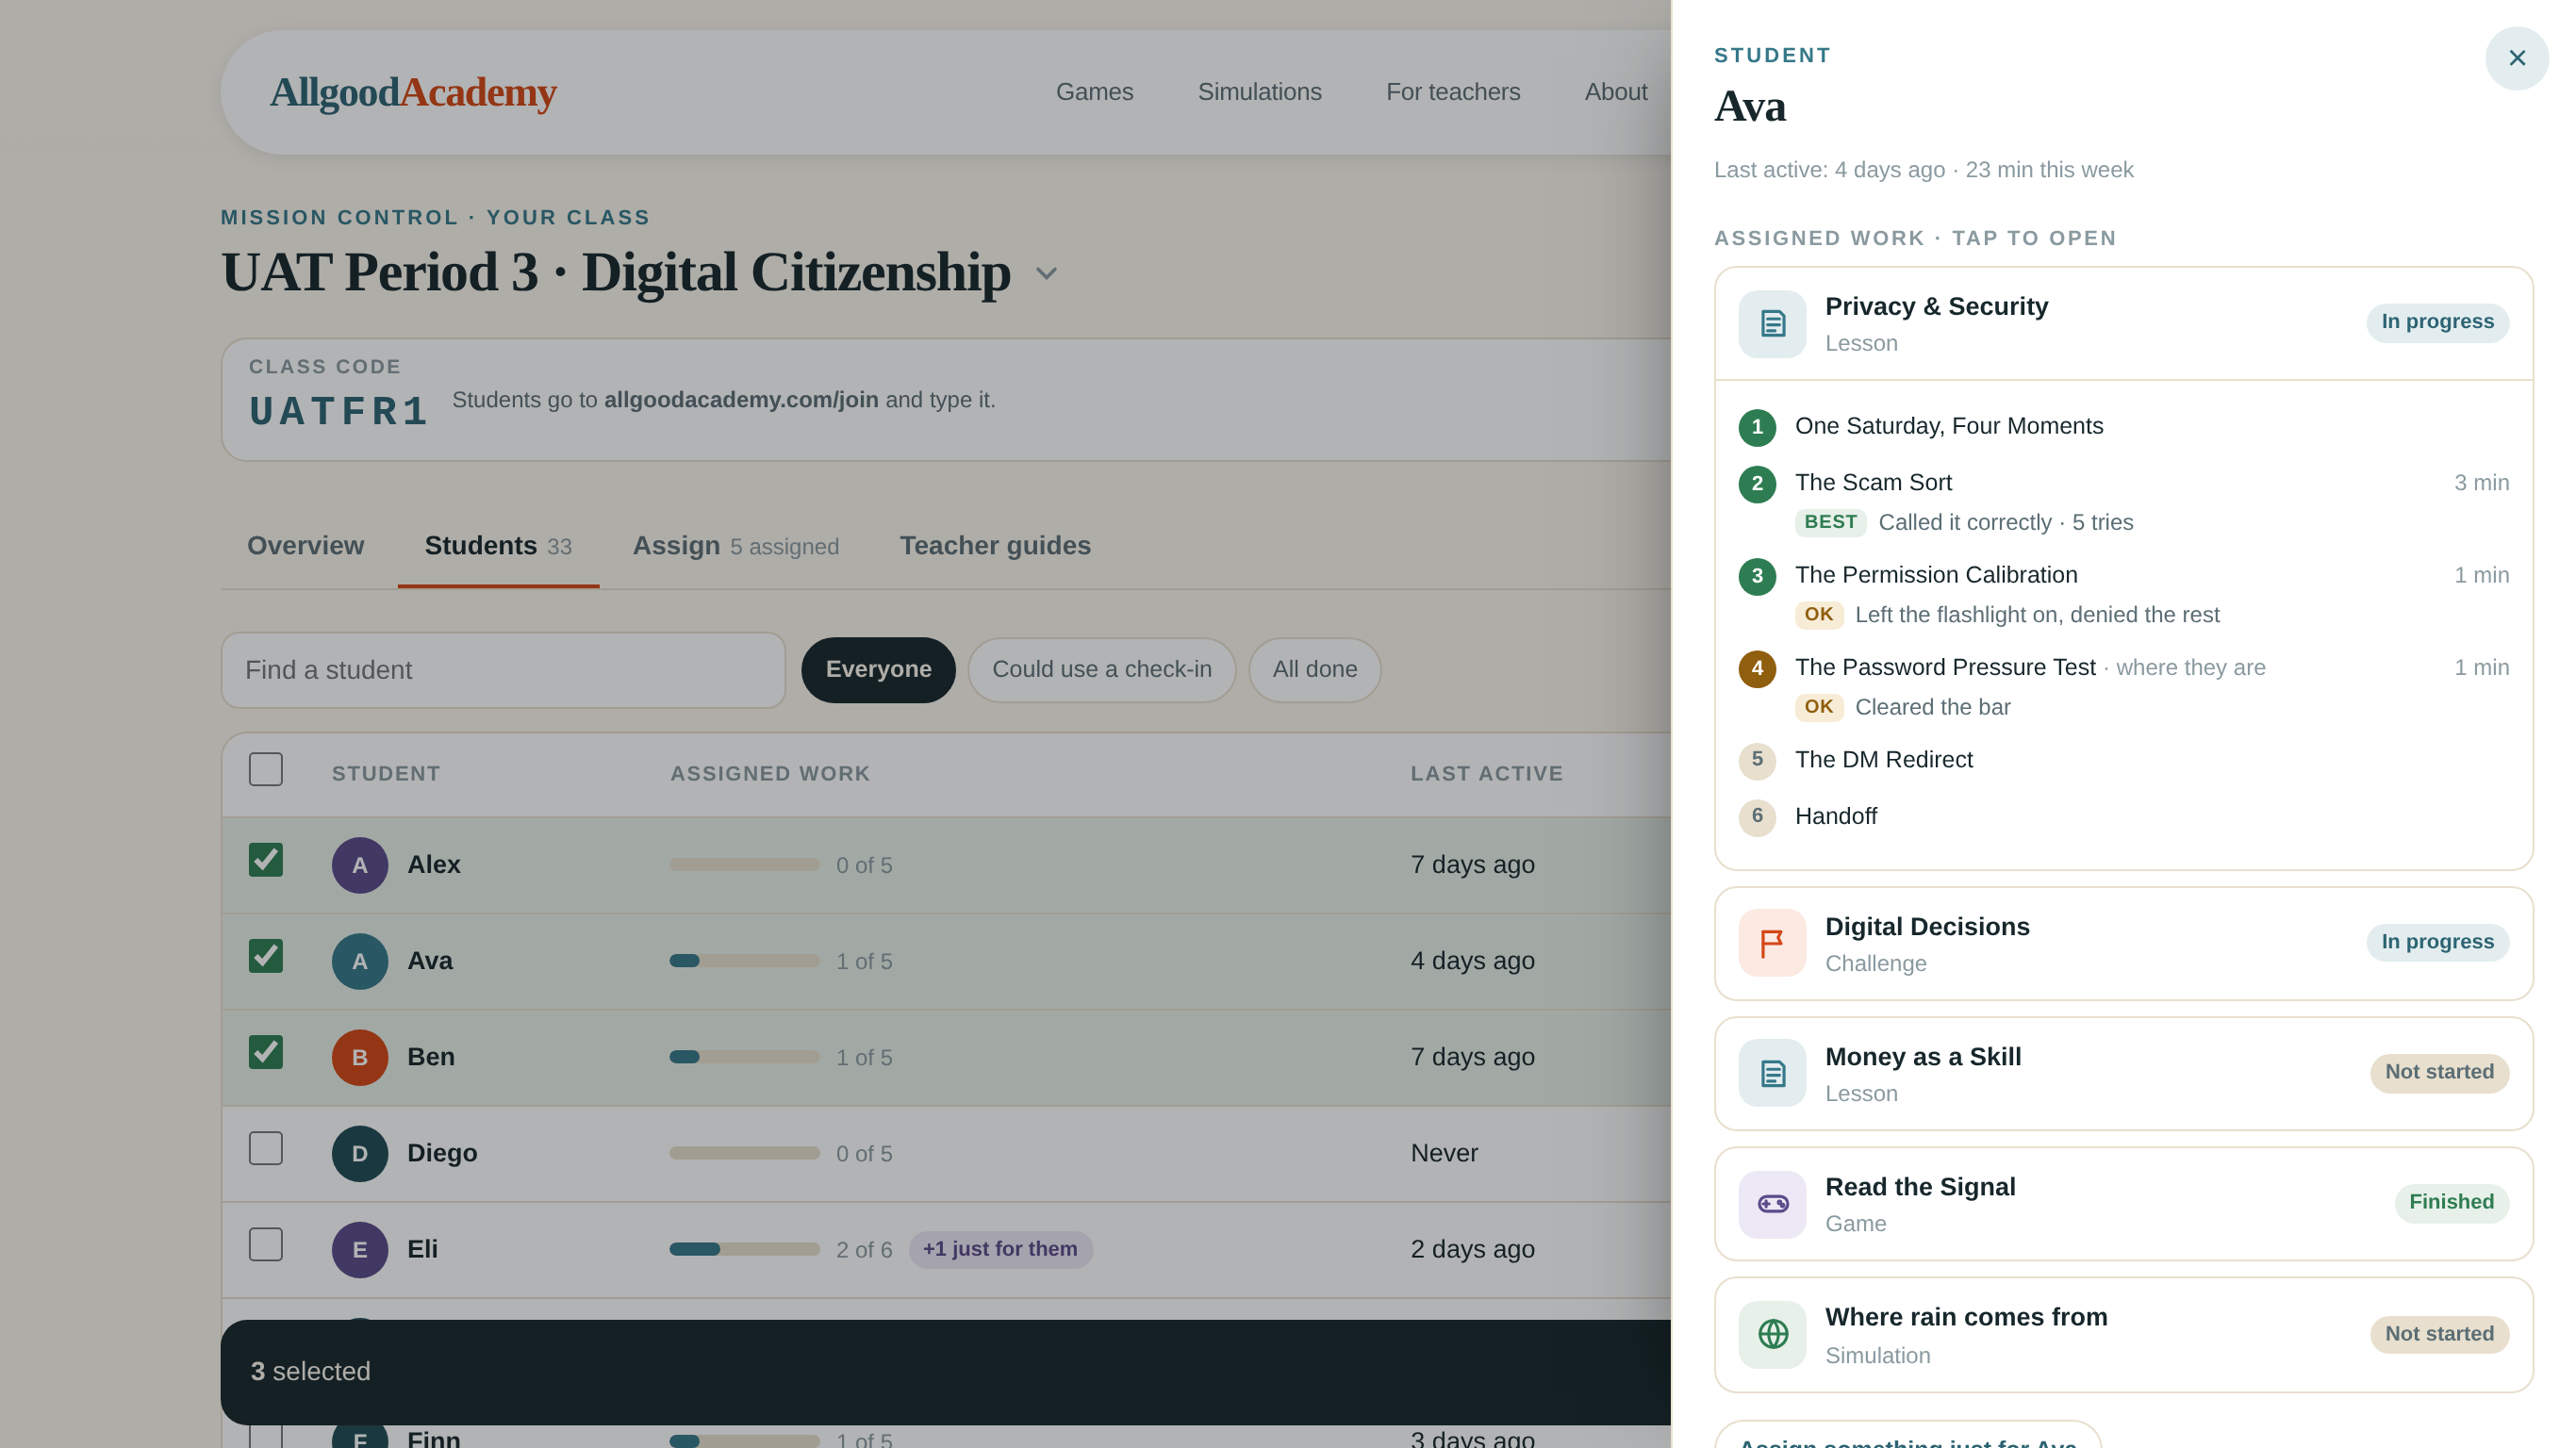 AllgoodAcademy
Games
Simulations
For teachers
About
MISSION CONTROL · YOUR CLASS
UAT Period 3 · Digital Citizenship
CLASS CODE
UATFR1
Students go to allgoodacademy.com/join and type it.
Overview
Students 33
Assign 5 assigned
Teacher guides
Find a student
Everyone
Could use a check-in
All done
STUDENT
ASSIGNED WORK
LAST ACTIVE
A Alex 0 of 5 7 days ago
A Ava 1 of 5 4 days ago
B Ben 1 of 5 7 days ago
D Diego 0 of 5 Never
E Eli 2 of 6 +1 just for them 2 days ago
3 selected
F Finn 1 of 5 3 days ago
STUDENT
Ava
Last active: 4 days ago · 23 min this week
ASSIGNED WORK · TAP TO OPEN
Privacy & Security
Lesson
In progress
1 One Saturday, Four Moments
2 The Scam Sort 3 min
BEST Called it correctly · 5 tries
3 The Permission Calibration 1 min
OK Left the flashlight on, denied the rest
4 The Password Pressure Test · where they are 1 min
OK Cleared the bar
5 The DM Redirect
6 Handoff
Digital Decisions
Challenge
In progress
Money as a Skill
Lesson
Not started
Read the Signal
Game
Finished
Where rain comes from
Simulation
Not started
Assign something just for Ava